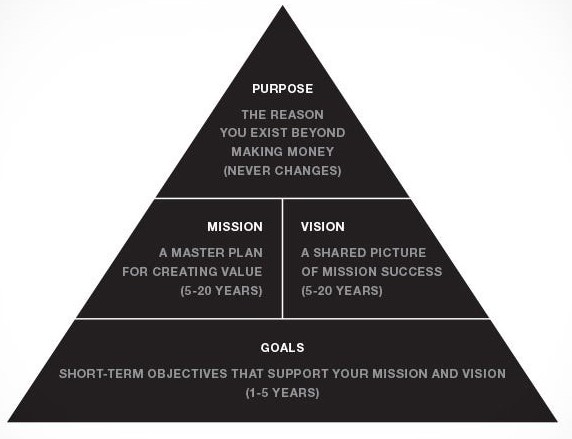 PURPOSE
THE REASON
YOU EXIST BEYOND
MAKING MONEY
(NEVER CHANGES)
MISSION
A MASTER PLAN
FOR CREATING VALUE
(5-20 YEARS)
VISION
A SHARED PICTURE
OF MISSION SUCCESS
(5-20 YEARS)
GOALS
SHORT-TERM OBJECTIVES THAT SUPPORT YOUR MISSION AND VISION
(1-5 YEARS)